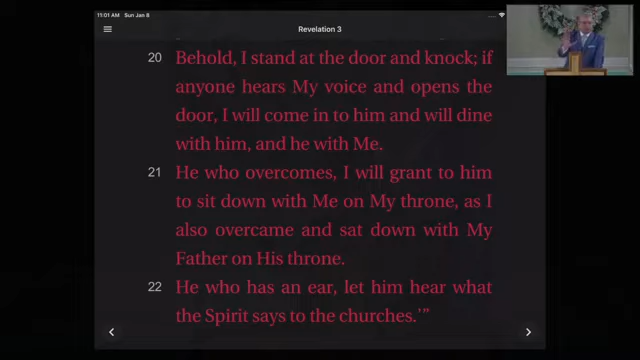 11:01 AM Sun Jan 8
Revelation 3
20 Behold, I stand at the door and knock; if
anyone hears My voice and opens the
door, I will come in to him and will dine
with him, and he with Me.
21 He who overcomes, I will grant to him
to sit down with Me on My throne, as I
also overcame and sat down with My
Father on His throne.
22 He who has an ear, let him hear what
the Spirit says to the churches.’”